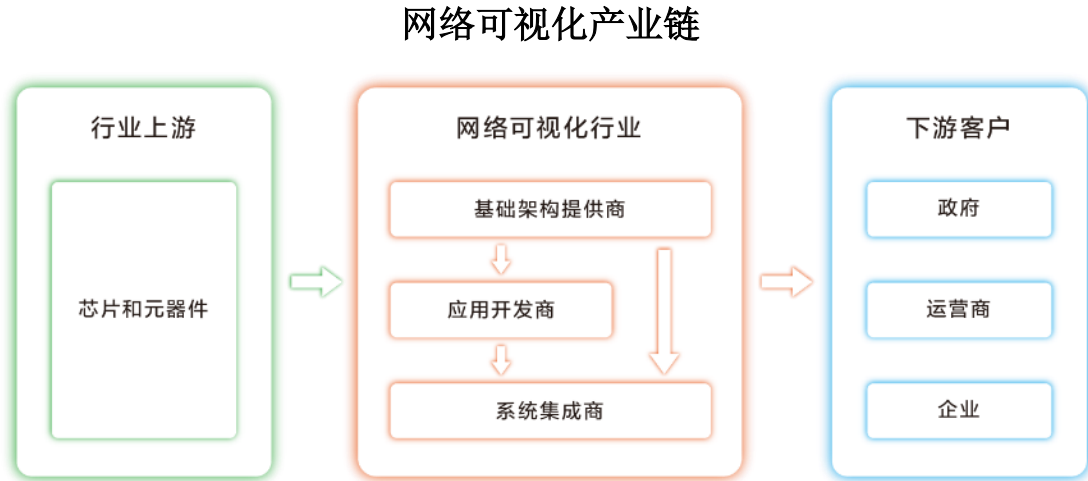 网络可视化产业链
行业上游
芯片和元器件
网络可视化行业
基础架构提供商
应用开发商
系统集成商
下游客户
政府
运营商
企业